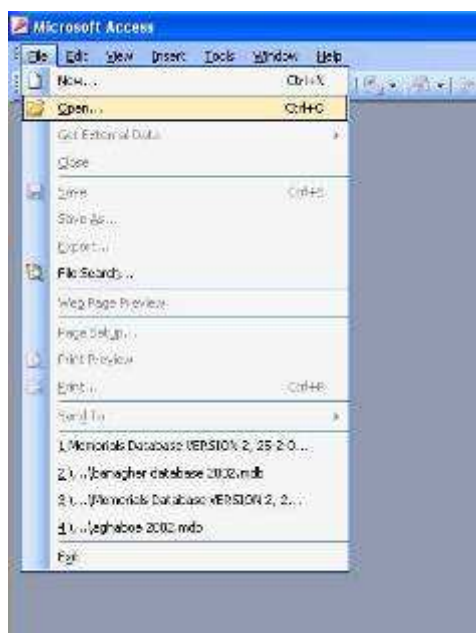 Microsoft Access
File Edit View Insert Tools Window Help
New... Ctrl+N
Open... Ctrl+O
Get External Data
Close
Save Ctrl+S
Save As...
Export...
File Search...
Web Page Preview
Page Setup...
Print Preview
Print... Ctrl+P
Send To
1 Memorials Database VERSION 2, 25-2-0...
2 \...\banagher database 2002.mdb
3 \...\Memorials Database VERSION 2, 2...
4 \...\aghaboe 2002.mdb
Exit